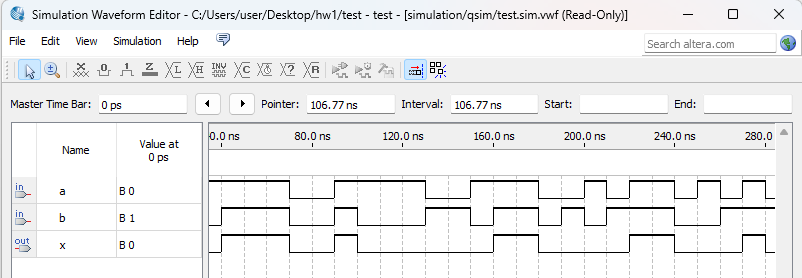 Simulation Waveform Editor - C:/Users/user/Desktop/hw1/test - test - [simulation/qsim/test.sim.vwf (Read-Only)]
File Edit View Simulation Help Search altera.com
Master Time Bar: 0 ps Pointer: 106.77 ns Interval: 106.77 ns Start: End:
Name Value at 0 ps
0.0 ns 80.0 ns 120.0 ns 160.0 ns 200.0 ns 240.0 ns 280.0
in a B 0
in b B 1
out x B 0